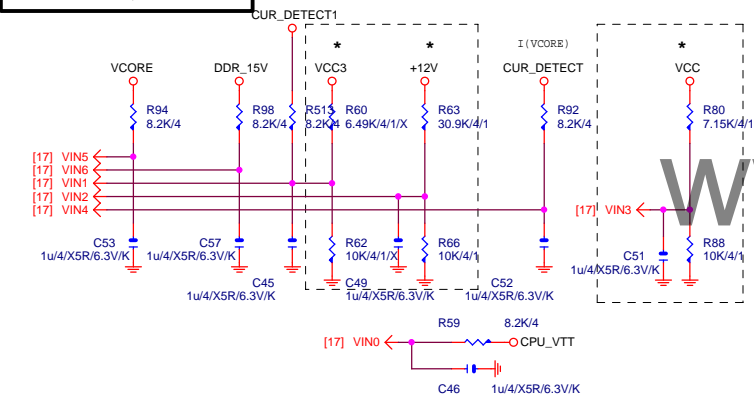 CUR_DETECT1
* * I(VCORE) *
VCORE DDR_15V VCC3 +12V CUR_DETECT VCC
R94 R98 R513 R60 R63 R92 R80
8.2K/4 8.2K/4 8.2K/4 6.49K/4/1/X 30.9K/4/1 8.2K/4 7.15K/4/1
[17] VIN5
[17] VIN6
[17] VIN1
[17] VIN2
[17] VIN4 [17] VIN3
W
C53 C57 R62 R66 R88
1u/4/X5R/6.3V/K 1u/4/X5R/6.3V/K 10K/4/1/X 10K/4/1 C51 10K/4/1
1u/4/X5R/6.3V/K
C45 C49 C52
1u/4/X5R/6.3V/K 1u/4/X5R/6.3V/K 1u/4/X5R/6.3V/K
R59 8.2K/4
[17] VIN0 CPU_VTT
C46 1u/4/X5R/6.3V/K